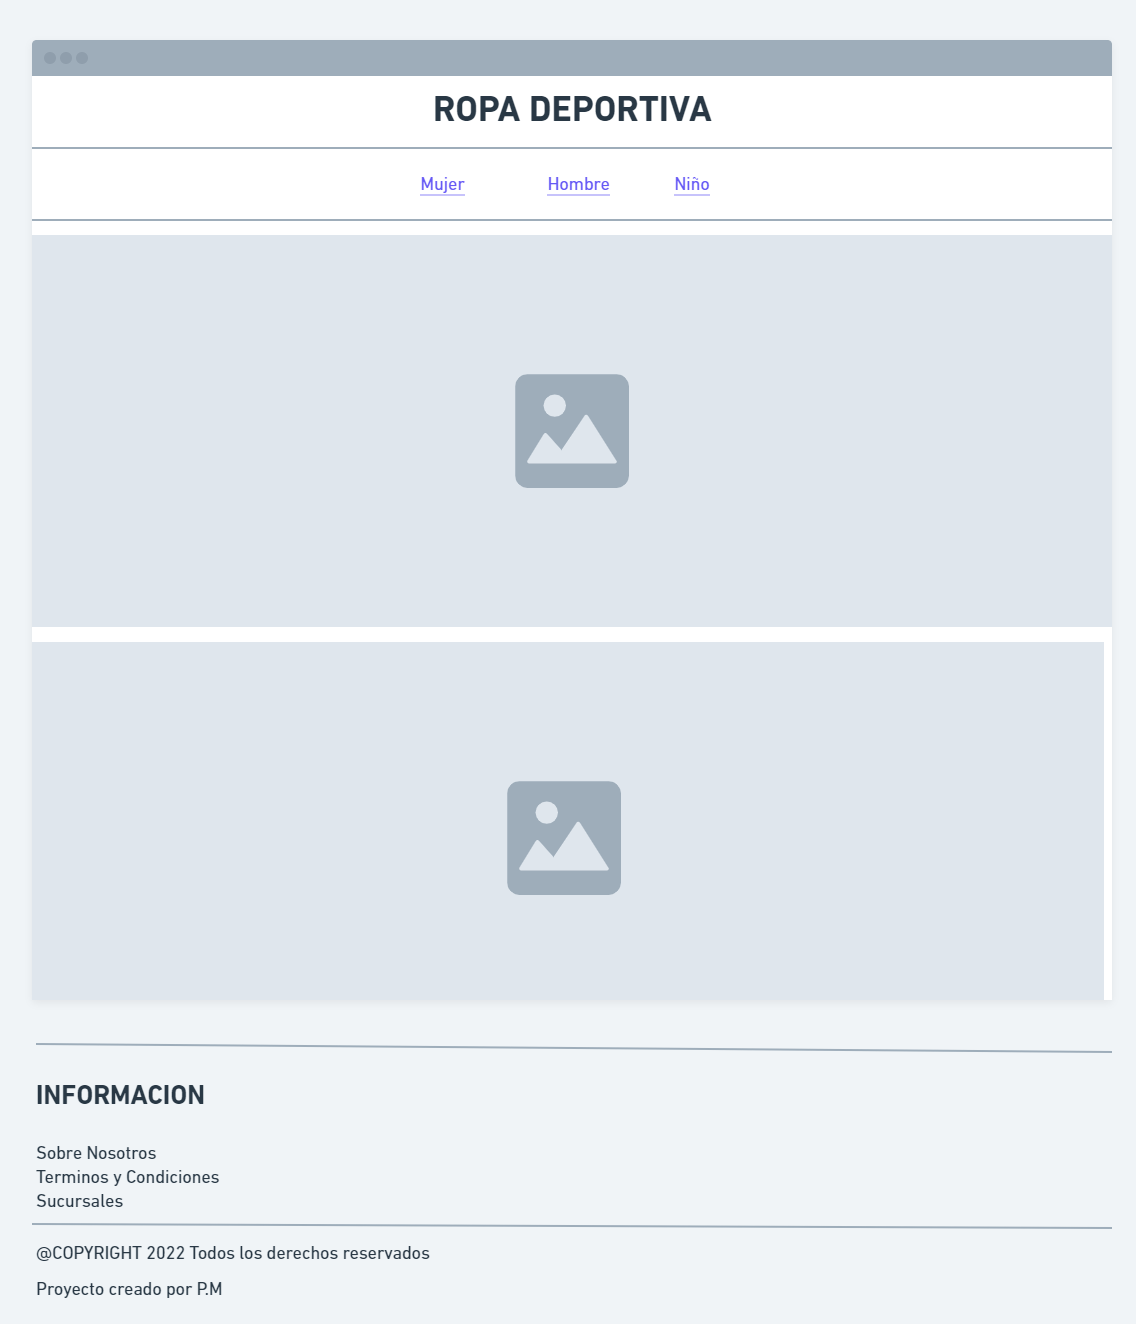 ROPA DEPORTIVA
Mujer Hombre Niño
INFORMACION
Sobre Nosotros
Terminos y Condiciones
Sucursales
@COPYRIGHT 2022 Todos los derechos reservados
Proyecto creado por P.M